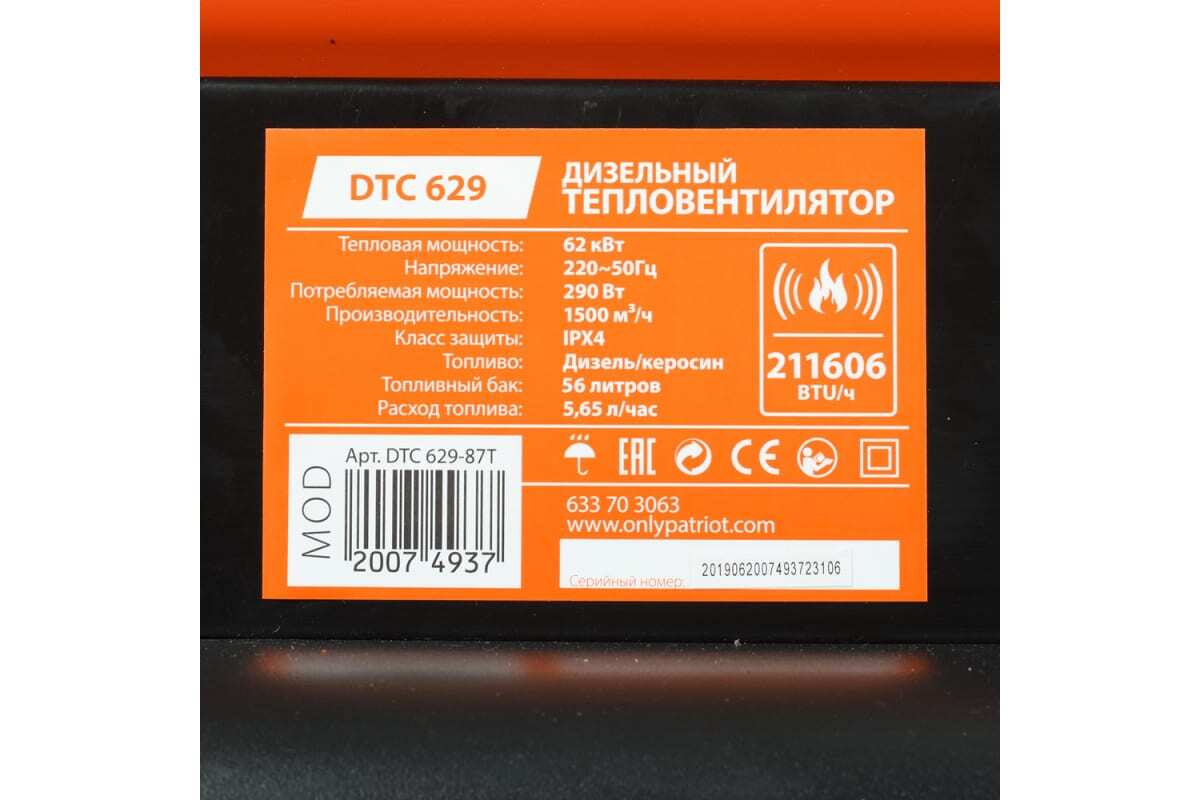 DTC 629
ДИЗЕЛЬНЫЙ
ТЕПЛОВЕНТИЛЯТОР
Тепловая мощность: 62 кВт
Напряжение: 220~50Гц
Потребляемая мощность: 290 Вт
Производительность: 1500 м³/ч
Класс защиты: IPX4
Топливо: Дизель/керосин
Топливный бак: 56 литров
Расход топлива: 5,65 л/час
211606
BTU/ч
MOD
Арт. DTC 629-87T
2007 4937
EAC
CE
633 70 3063
www.onlypatriot.com
Серийный номер: 2019062007493723106